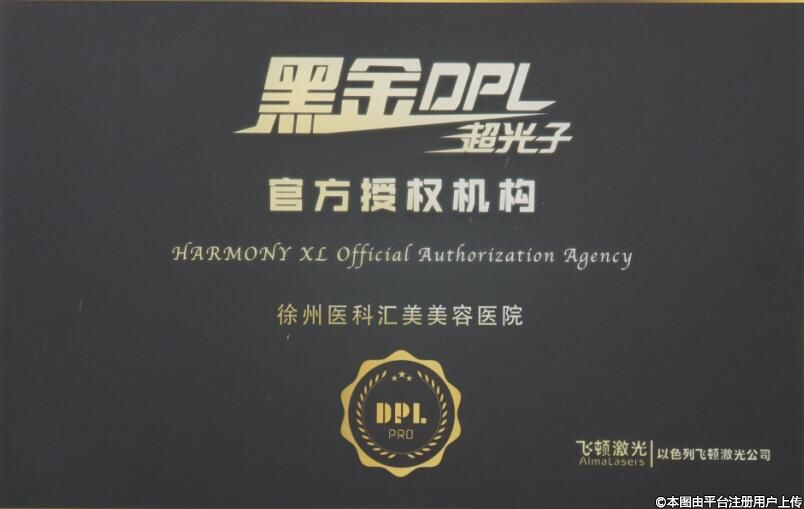 黑金DPL
超光子
官方授权机构
HARMONY XL Official Authorization Agency
徐州医科汇美美容医院
DPL
PRO
飞顿激光
AlmaLasers
以色列飞顿激光公司
©本图由平台注册用户上传